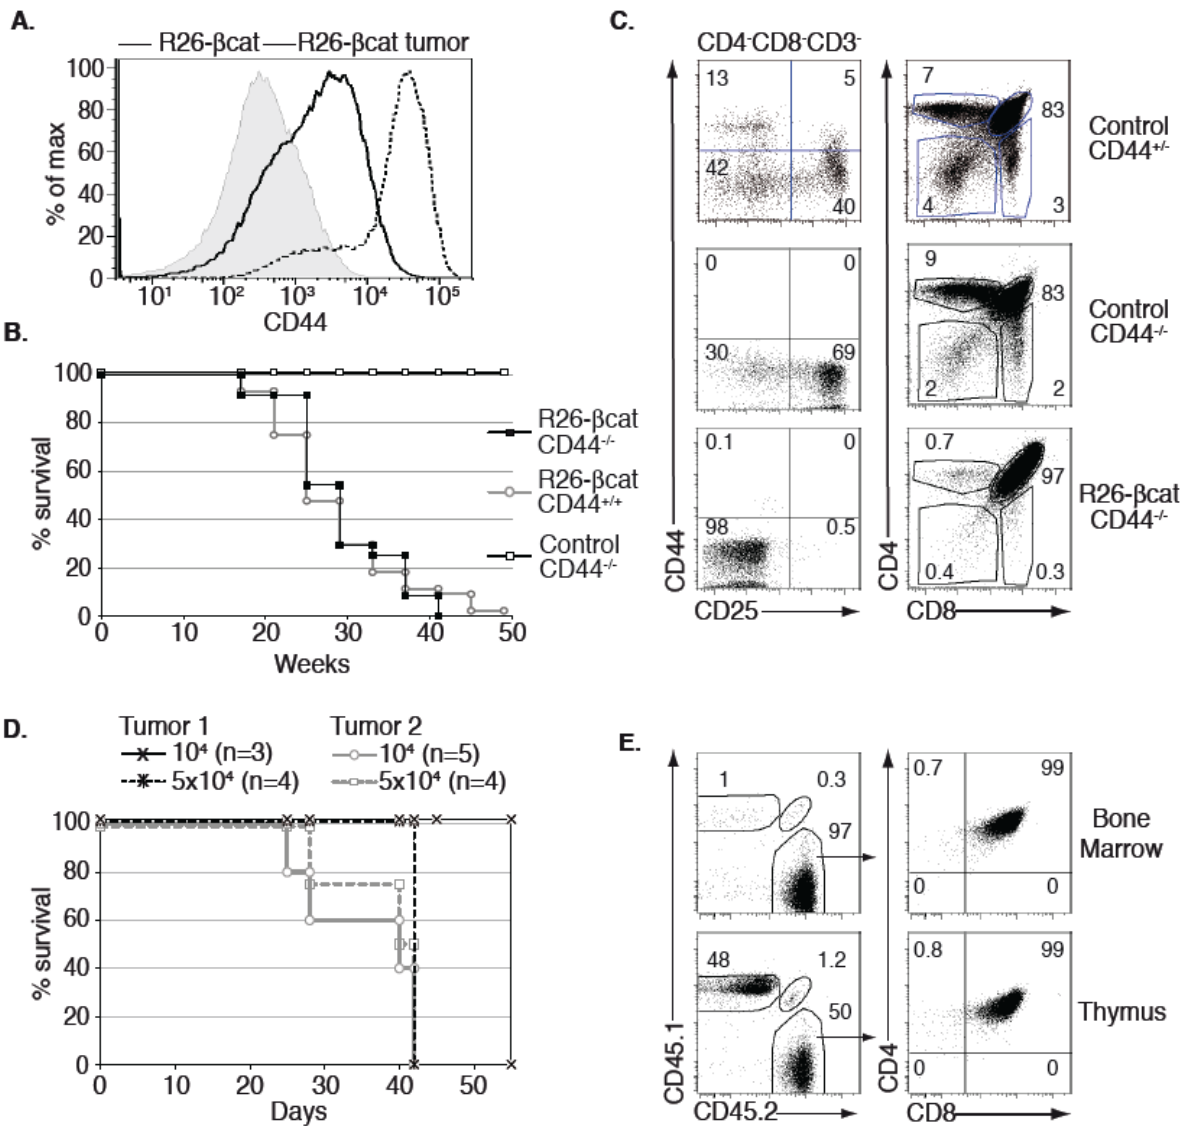 A.
R26-βcat R26-βcat tumor
100
80
60
40
20
0
% of max
10¹ 10² 10³ 10⁴ 10⁵
CD44
B.
100
80
60
40
20
0
% survival
0 10 20 30 40 50
Weeks
R26-βcat
CD44-/-
R26-βcat
CD44+/+
Control
CD44-/-
C.
CD4-CD8-CD3-
13 5
42 40
7 83
4 3
Control
CD44+/-
0 0
30 69
9 83
2 2
Control
CD44-/-
0.1 0
98 0.5
0.7 97
0.4 0.3
R26-βcat
CD44-/-
CD44
CD25
CD4
CD8
D.
Tumor 1 Tumor 2
10⁴ (n=3) 10⁴ (n=5)
5x10⁴ (n=4) 5x10⁴ (n=4)
100
80
60
40
20
0
% survival
0 10 20 30 40 50
Days
E.
1 0.3
97
0.7 99
0 0
Bone
Marrow
48 1.2
50
0.8 99
0 0
Thymus
CD45.1
CD45.2
CD4
CD8